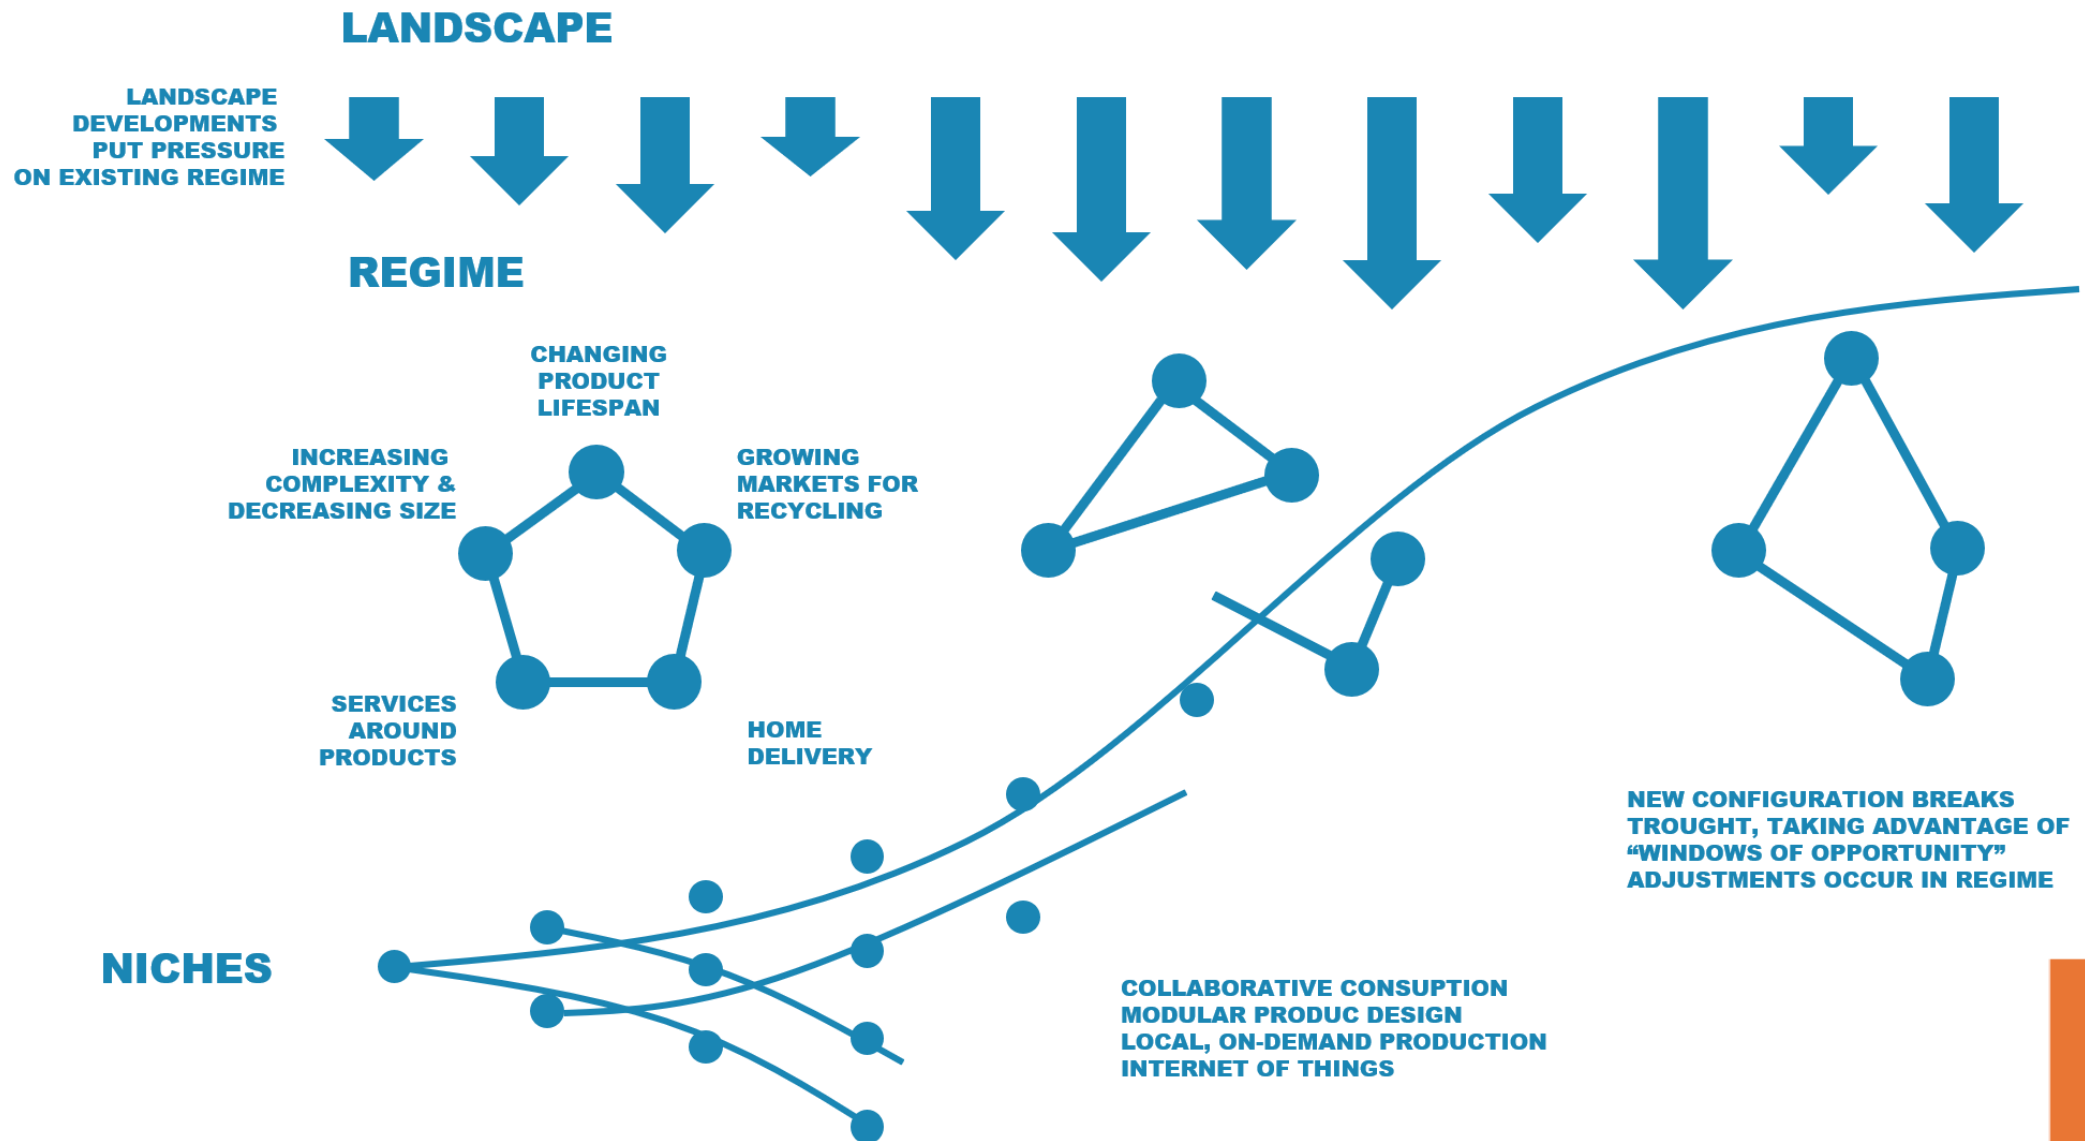 LANDSCAPE
LANDSCAPE
DEVELOPMENTS
PUT PRESSURE
ON EXISTING REGIME
REGIME
CHANGING
PRODUCT
LIFESPAN
INCREASING
COMPLEXITY &
DECREASING SIZE
GROWING
MARKETS FOR
RECYCLING
SERVICES
AROUND
PRODUCTS
HOME
DELIVERY
NEW CONFIGURATION BREAKS
TROUGHT, TAKING ADVANTAGE OF
“WINDOWS OF OPPORTUNITY”
ADJUSTMENTS OCCUR IN REGIME
NICHES
COLLABORATIVE CONSUPTION
MODULAR PRODUC DESIGN
LOCAL, ON-DEMAND PRODUCTION
INTERNET OF THINGS